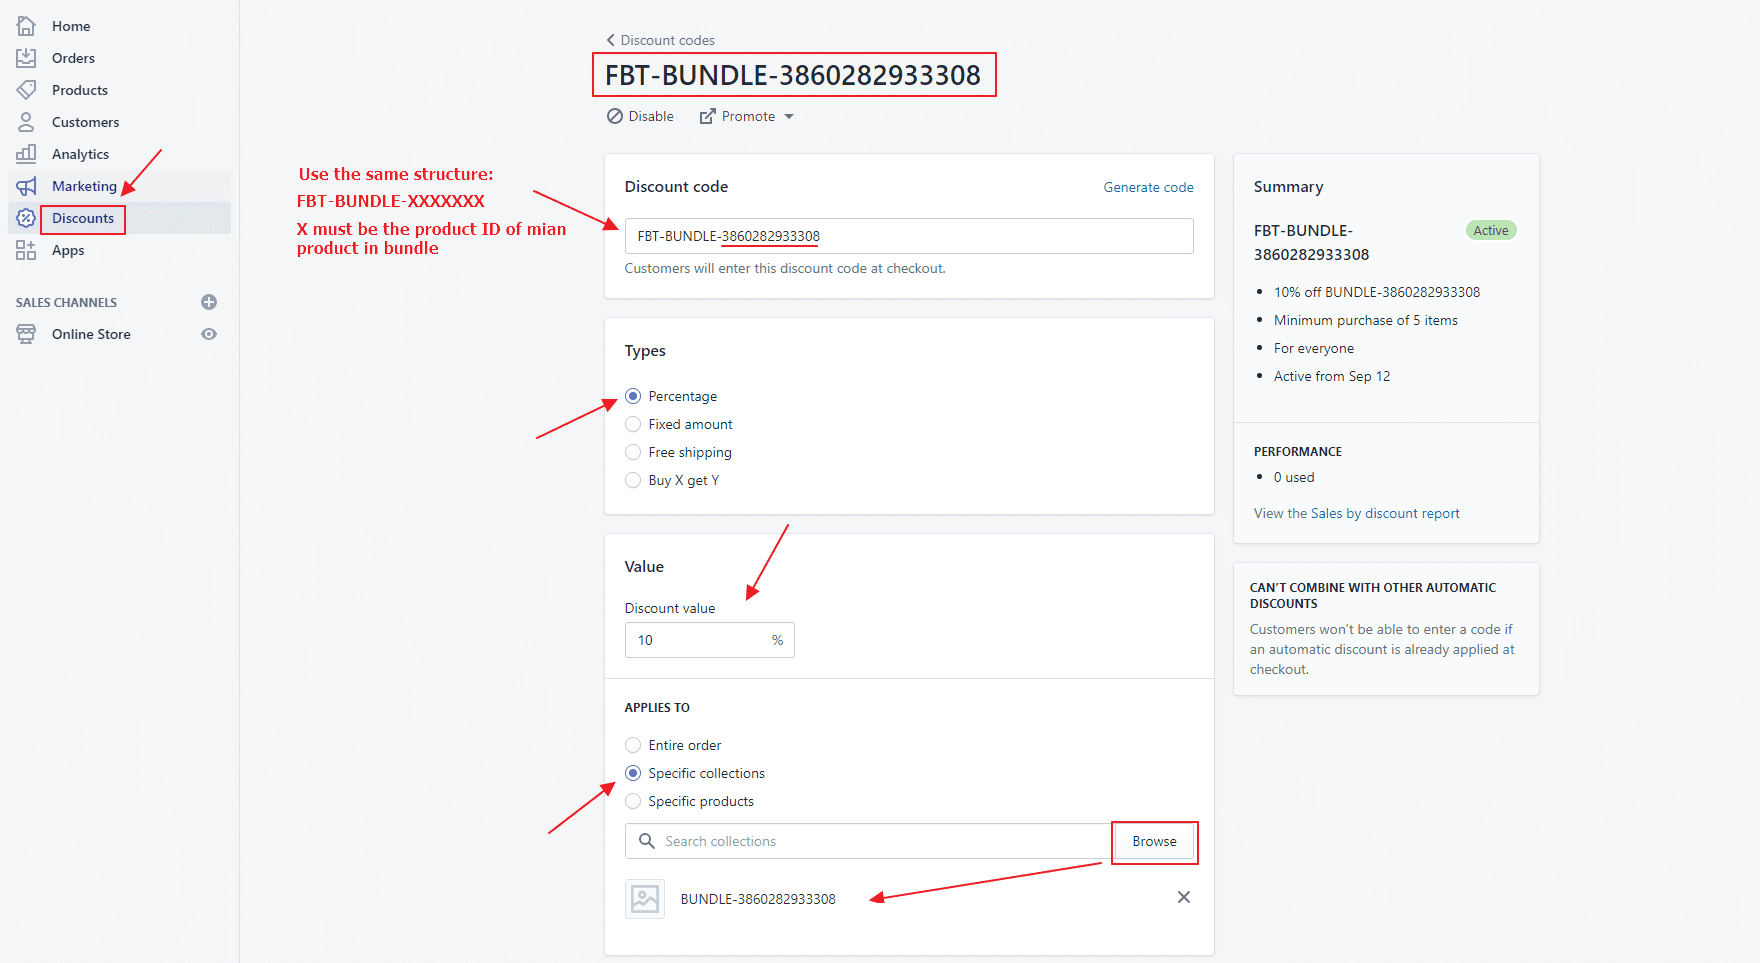 Home
Orders
Products
Customers
Analytics
Marketing
Discounts
Apps
SALES CHANNELS
Online Store
Discount codes
FBT-BUNDLE-3860282933308
Disable
Promote
Use the same structure:
FBT-BUNDLE-XXXXXXX
X must be the product ID of mian
product in bundle
Discount code
Generate code
FBT-BUNDLE-3860282933308
Customers will enter this discount code at checkout.
Types
Percentage
Fixed amount
Free shipping
Buy X get Y
Value
Discount value
10 %
APPLIES TO
Entire order
Specific collections
Specific products
Search collections
Browse
BUNDLE-3860282933308
Summary
FBT-BUNDLE-
3860282933308
Active
10% off BUNDLE-3860282933308
Minimum purchase of 5 items
For everyone
Active from Sep 12
PERFORMANCE
0 used
View the Sales by discount report
CAN'T COMBINE WITH OTHER AUTOMATIC
DISCOUNTS
Customers won't be able to enter a code if
an automatic discount is already applied at
checkout.